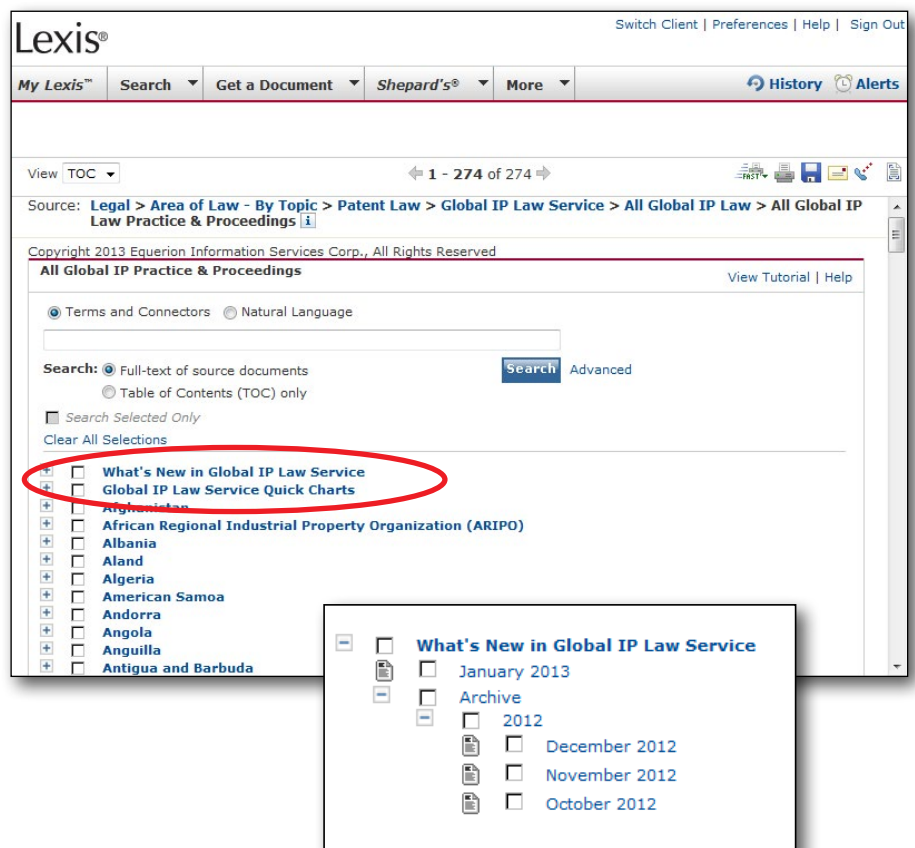 Switch Client | Preferences | Help | Sign Out
Lexis®
My Lexis™ Search Get a Document Shepard's® More History Alerts
View TOC 1 - 274 of 274 FAST
Source: Legal > Area of Law - By Topic > Patent Law > Global IP Law Service > All Global IP Law > All Global IP
Law Practice & Proceedings i
Copyright 2013 Equerion Information Services Corp., All Rights Reserved
All Global IP Practice & Proceedings
View Tutorial | Help
Terms and Connectors Natural Language
Search: Full-text of source documents Search Advanced
Table of Contents (TOC) only
Search Selected Only
Clear All Selections
What's New in Global IP Law Service
Global IP Law Service Quick Charts
Afghanistan
African Regional Industrial Property Organization (ARIPO)
Albania
Aland
Algeria
American Samoa
Andorra
Angola
Anguilla
Antigua and Barbuda
What's New in Global IP Law Service
January 2013
Archive
2012
December 2012
November 2012
October 2012